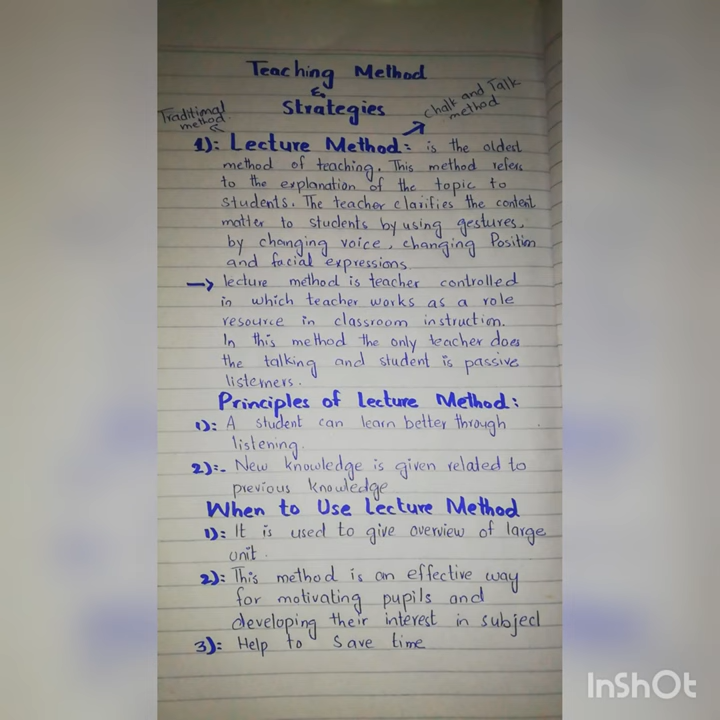 Teaching Method
&
Strategies
Traditional
method
Chalk and Talk
method
1): Lecture Method: is the oldest
method of teaching. This method refers
to the explanation of the topic to
students. The teacher clarifies the content
matter to students by using gestures,
by changing voice, changing Position
and facial expressions
→ lecture method is teacher controlled
in which teacher works as a role
resource in classroom instruction.
In this method the only teacher does
the talking and student is passive
listerners.
Principles of Lecture Method:
1): A student can learn better through
listening.
2):- New knowledge is given related to
previous knowledge
When to Use Lecture Method
1): It is used to give overview of large
unit.
2): This method is an effective way
for motivating pupils and
developing their interest in subject
3): Help to save time
InShOt